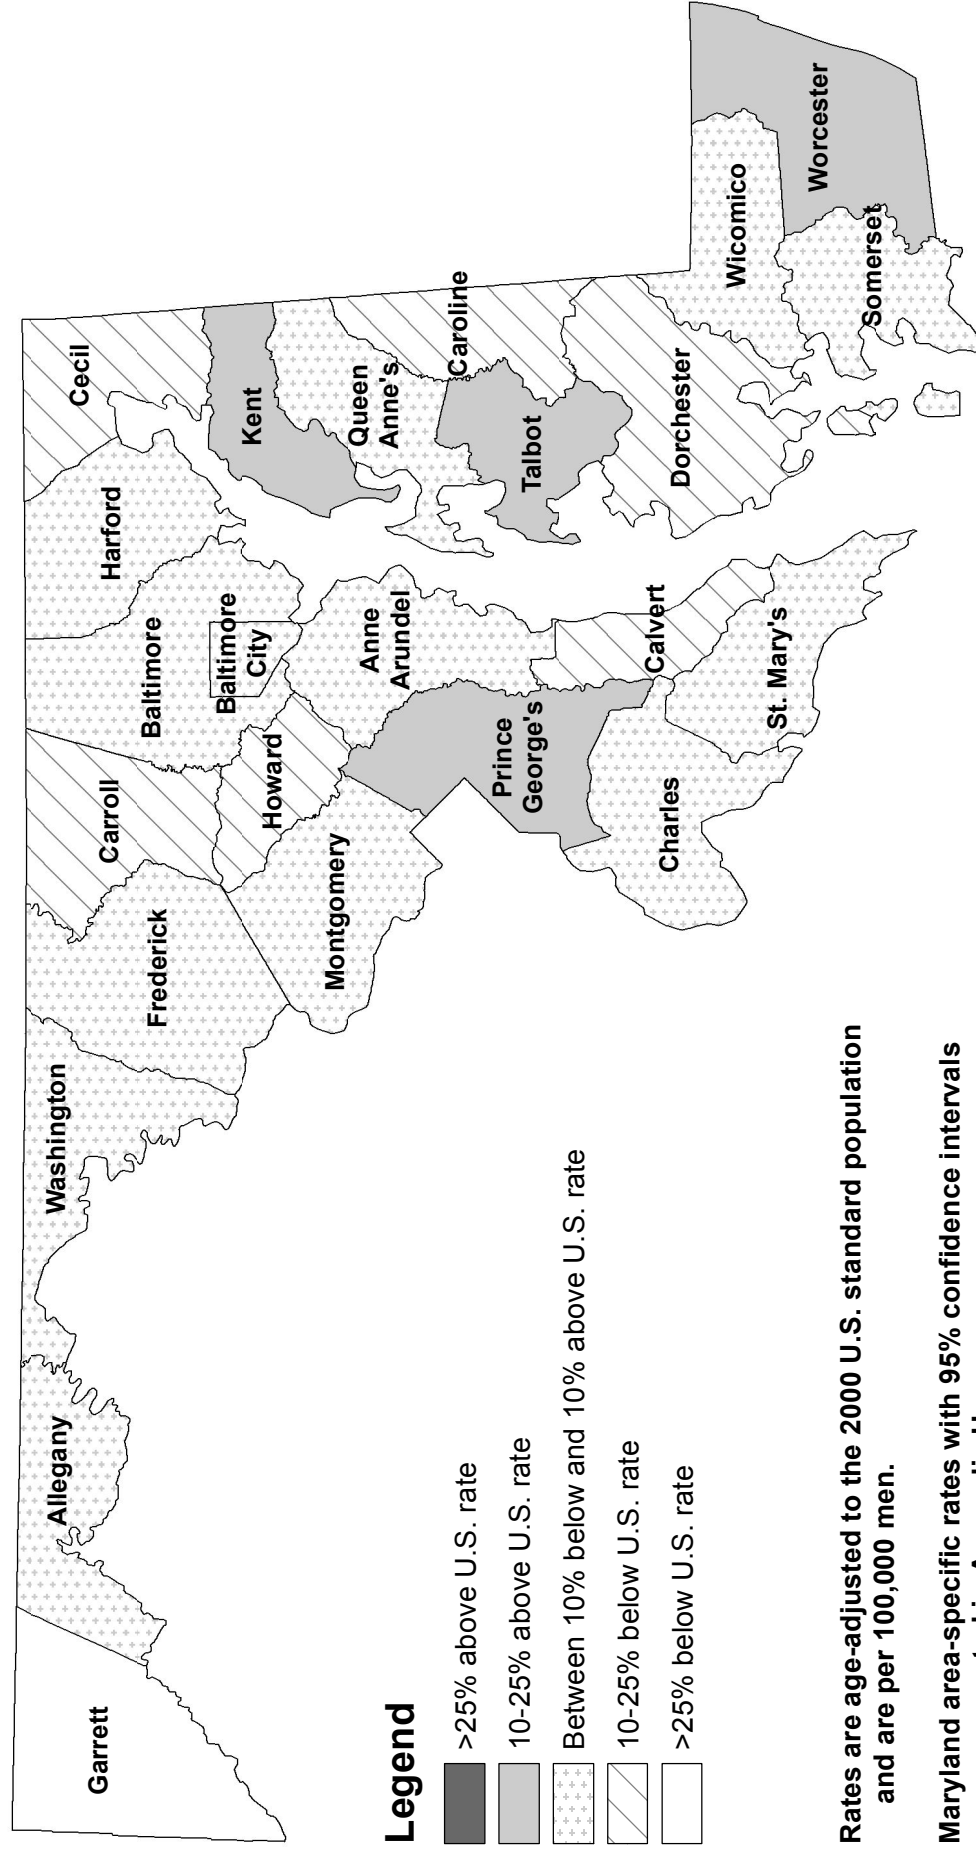 Garrett
Allegany
Washington
Frederick
Carroll
Baltimore
Harford
Cecil
Baltimore
City
Howard
Montgomery
Anne
Arundel
Prince
George's
Calvert
Charles
St. Mary's
Kent
Queen
Anne's
Caroline
Talbot
Dorchester
Wicomico
Somerset
Worcester
Legend
>25% above U.S. rate
10-25% above U.S. rate
Between 10% below and 10% above U.S. rate
10-25% below U.S. rate
>25% below U.S. rate
Rates are age-adjusted to the 2000 U.S. standard population
and are per 100,000 men.
Maryland area-specific rates with 95% confidence intervals